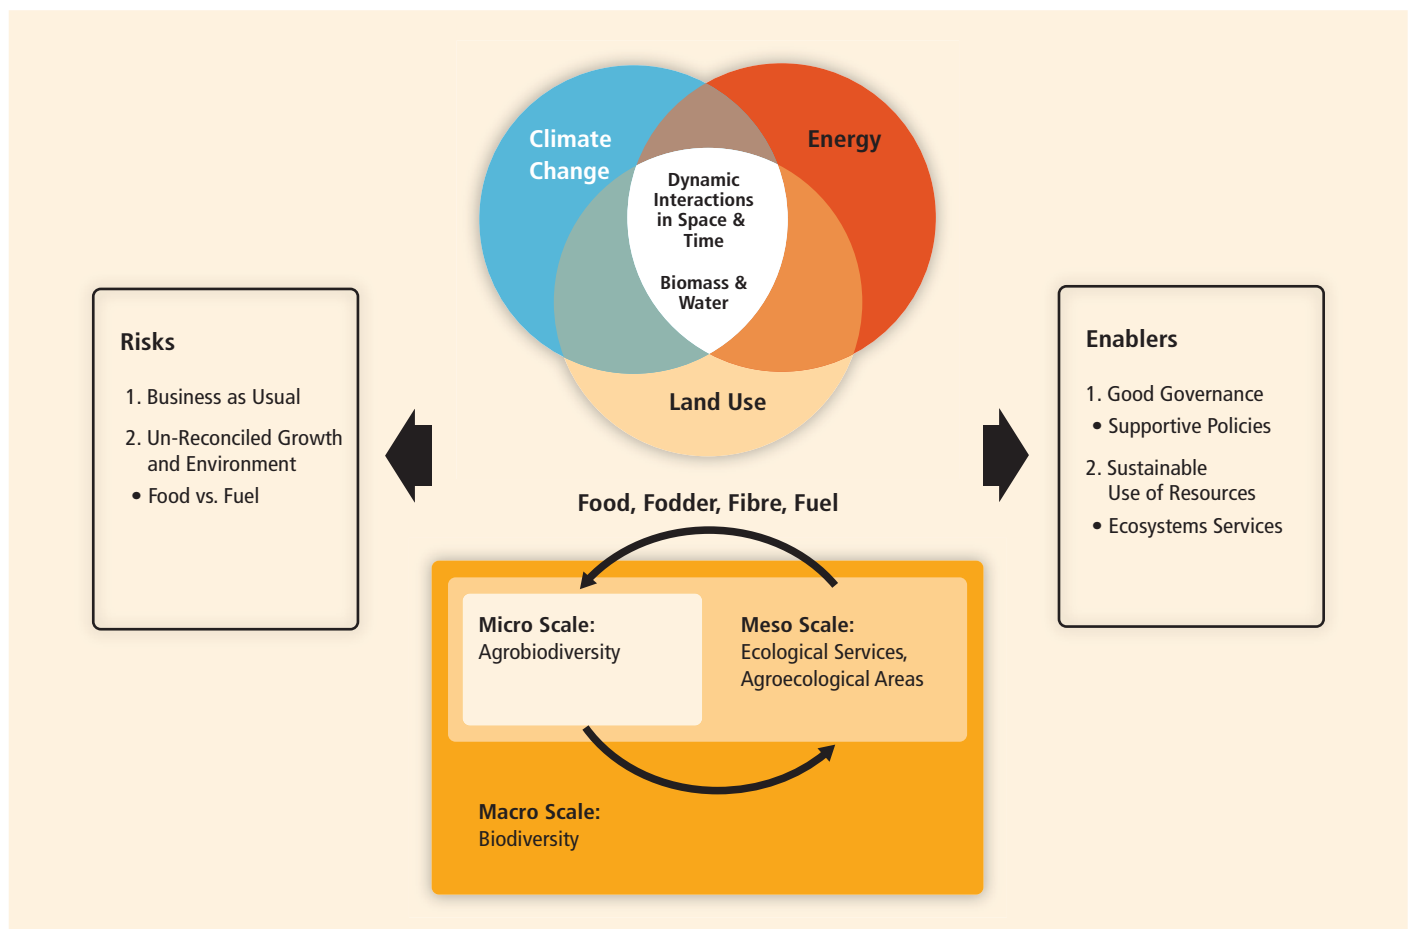 Climate
Change
Energy
Dynamic
Interactions
in Space &
Time
Biomass &
Water
Land Use
Risks
1. Business as Usual
2. Un-Reconciled Growth
and Environment
• Food vs. Fuel
Enablers
1. Good Governance
• Supportive Policies
2. Sustainable
Use of Resources
• Ecosystems Services
Food, Fodder, Fibre, Fuel
Micro Scale:
Agrobiodiversity
Meso Scale:
Ecological Services,
Agroecological Areas
Macro Scale:
Biodiversity